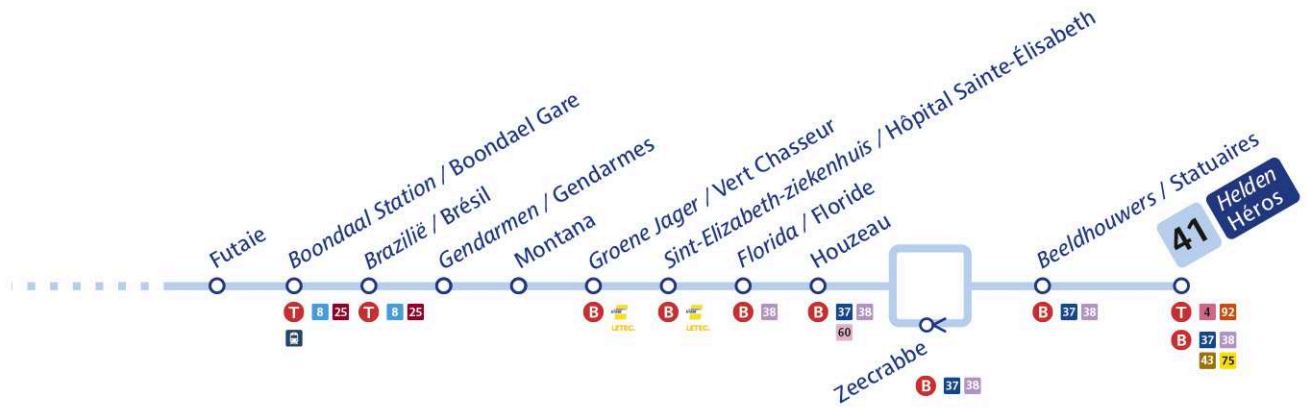 Futaie
Boondaal Station / Boondael Gare
Brazilië / Brésil
Gendarmen / Gendarmes
Montana
Groene Jager / Vert Chasseur
Sint-Elizabeth-ziekenhuis / Hôpital Sainte-Élisabeth
Florida / Floride
Houzeau
Zeecrabbe
Beeldhouwers / Statuaires
41
Helden
Héros
T 8 25
T 8 25
B LETEC.
B LETEC.
B 38
B 37 38
60
B 37 38
B 37 38
T 4 92
B 37 38
43 75